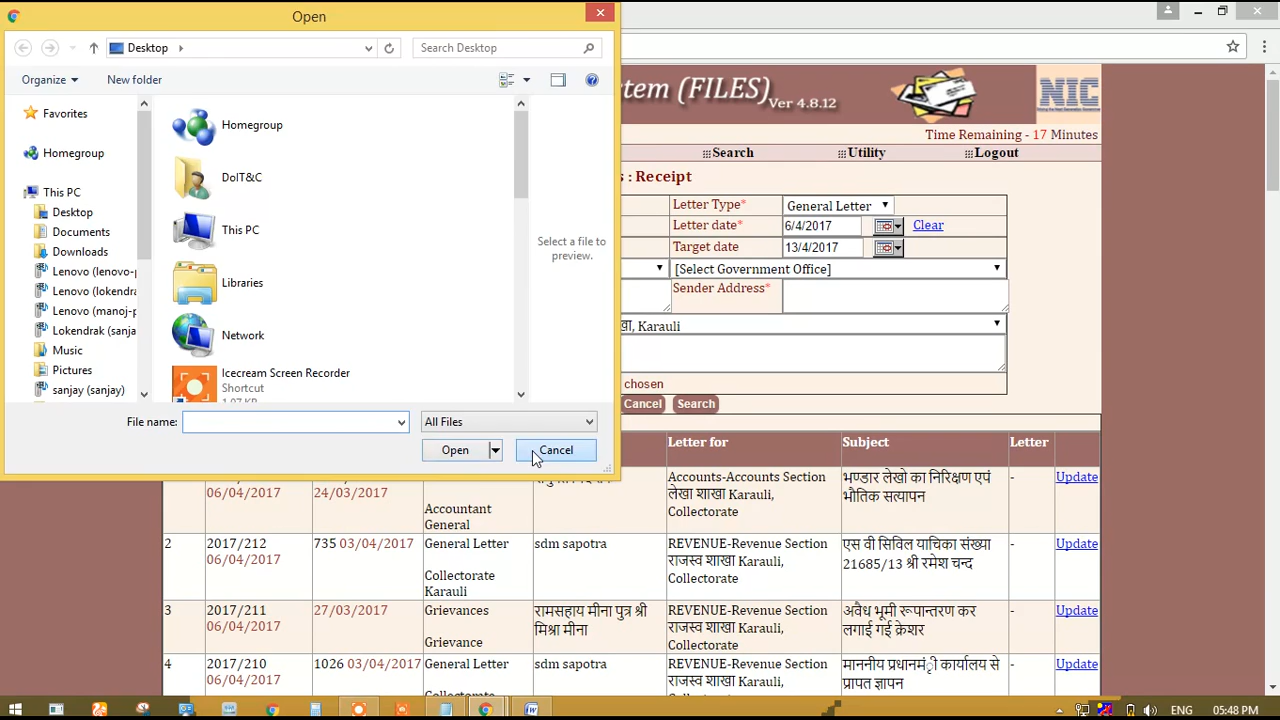 Open
Desktop
Search Desktop
Organize
New folder
Favorites
Homegroup
This PC
Desktop
Documents
Downloads
Lenovo (lenovo-p
Lenovo (lokendra
Lenovo (manoj-p
Lokendrak (sanja
Music
Pictures
sanjay (sanjay)
Homegroup
DoIT&C
This PC
Libraries
Network
Icecream Screen Recorder
Shortcut
1.07 KB
Select a file to
preview.
File name:
All Files
Open
Cancel
tem (FILES)
Ver 4.8.12
NIC
Time Remaining - 17 Minutes
Search
Utility
Logout
: Receipt
Letter Type*
General Letter
Letter date*
6/4/2017
Clear
Target date
13/4/2017
[Select Government Office]
Sender Address*
, Karauli
chosen
Cancel
Search
Letter for
Subject
Letter
06/04/2017
24/03/2017
Accountant
General
Accounts-Accounts Section
लेखा शाखा Karauli,
Collectorate
भण्डार लेखो का निरिक्षण एपं
भौतिक सत्यापन
-
Update
2
2017/212
06/04/2017
735 03/04/2017
General Letter
Collectorate
Karauli
sdm sapotra
REVENUE-Revenue Section
राजस्व शाखा Karauli,
Collectorate
एस वी सिविल याचिका संख्या
21685/13 श्री रमेश चन्द
-
Update
3
2017/211
06/04/2017
27/03/2017
Grievances
Grievance
रामसहाय मीना पुत्र श्री
मिश्रा मीना
REVENUE-Revenue Section
राजस्व शाखा Karauli,
Collectorate
अवैध भूमी रूपान्तरण कर
लगाई गई क्रेशर
-
Update
4
2017/210
06/04/2017
1026 03/04/2017
General Letter
sdm sapotra
REVENUE-Revenue Section
राजस्व शाखा Karauli,
Collectorate
माननीय प्रधानमंृी कार्यालय से
प्राप्त ज्ञापन
-
Update
ENG
05:48 PM